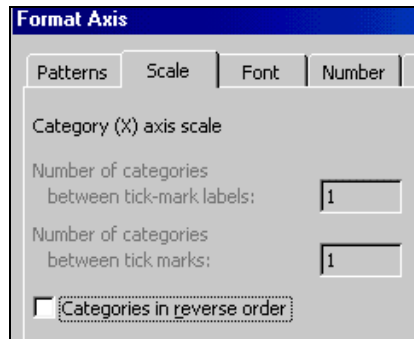 Format Axis
Patterns Scale Font Number
Category (X) axis scale
Number of categories
between tick-mark labels: 1
Number of categories
between tick marks: 1
Categories in reverse order